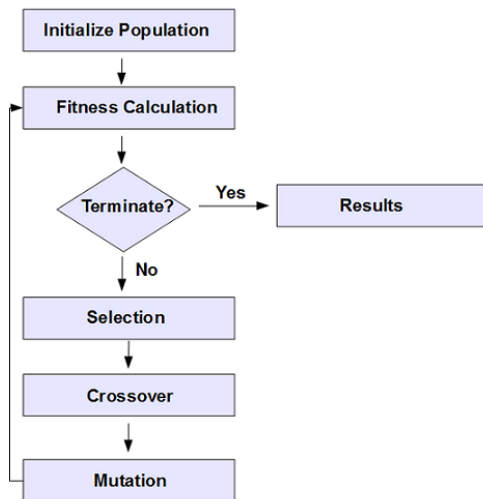 Initialize Population
Fitness Calculation
Terminate?
Yes
Results
No
Selection
Crossover
Mutation